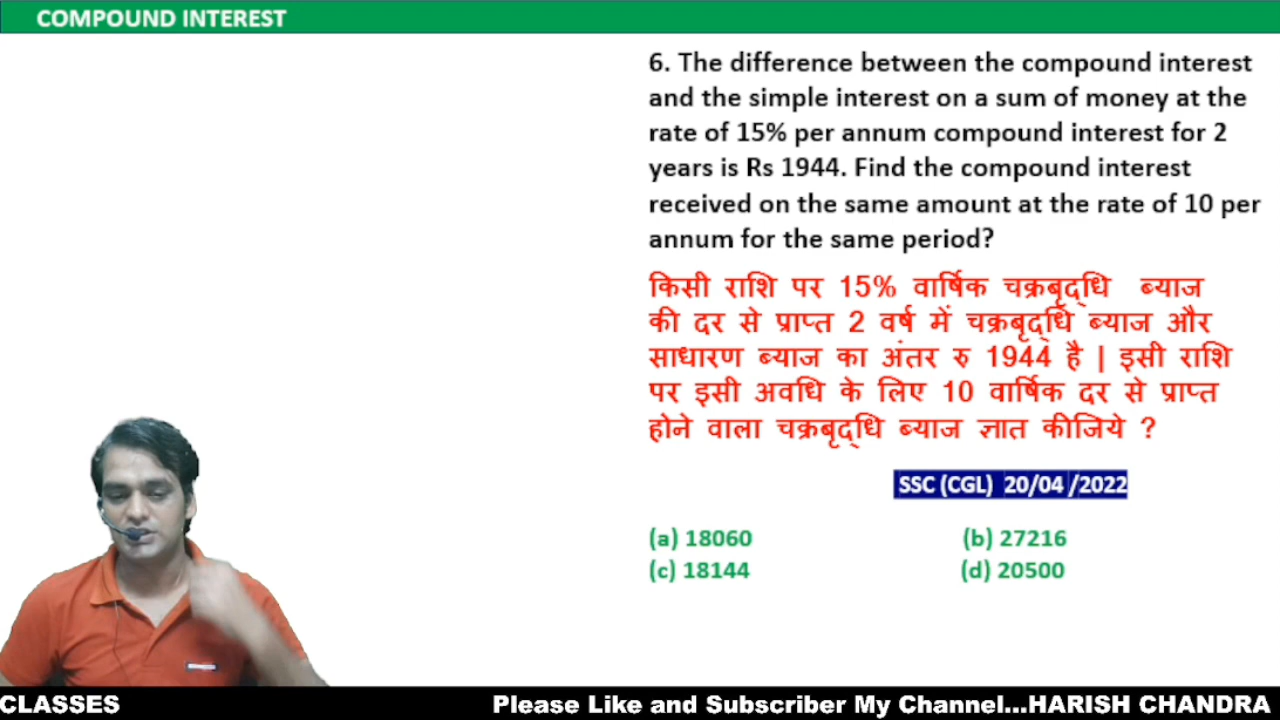 COMPOUND INTEREST
6. The difference between the compound interest
and the simple interest on a sum of money at the
rate of 15% per annum compound interest for 2
years is Rs 1944. Find the compound interest
received on the same amount at the rate of 10 per
annum for the same period?
किसी राशि पर 15% वार्षिक चक्रबृद्धि ब्याज
की दर से प्राप्त 2 वर्ष में चक्रबृद्धि ब्याज और
साधारण ब्याज का अंतर रु 1944 है | इसी राशि
पर इसी अवधि के लिए 10 वार्षिक दर से प्राप्त
होने वाला चक्रबृद्धि ब्याज ज्ञात कीजिये ?
SSC (CGL) 20/04 /2022
(a) 18060 (b) 27216
(c) 18144 (d) 20500
CLASSES Please Like and Subscriber My Channel...HARISH CHANDRA